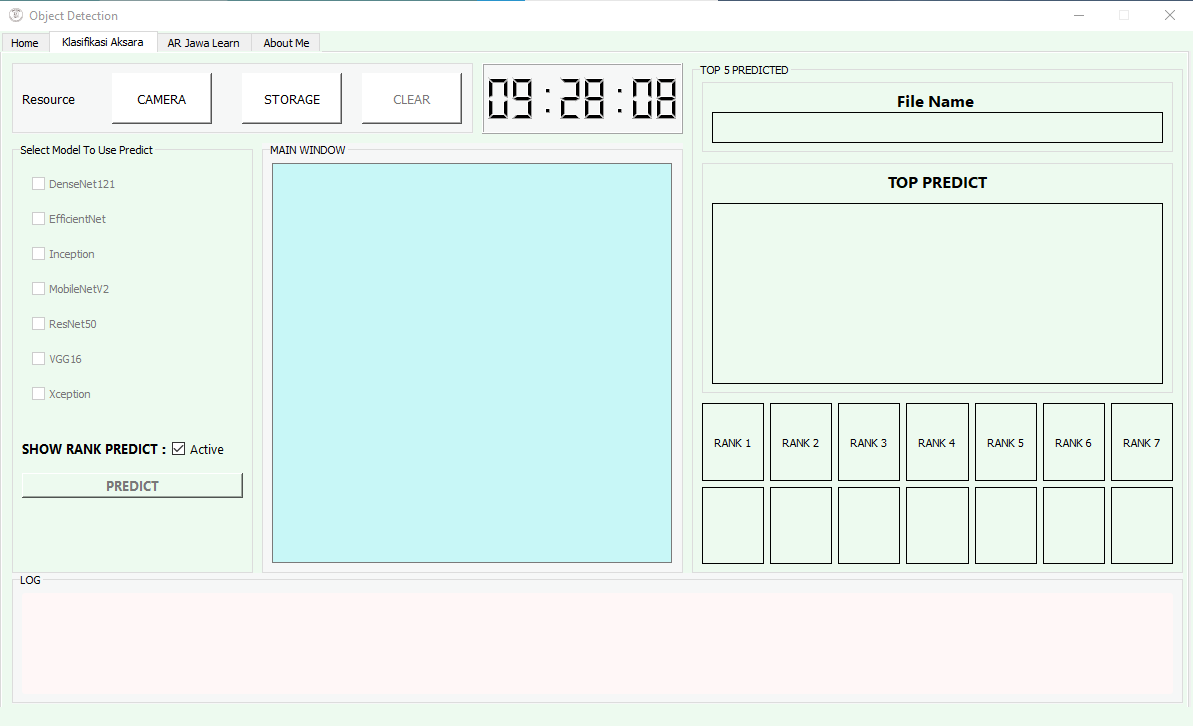 Object Detection
Home Klasifikasi Aksara AR Jawa Learn About Me
Resource CAMERA STORAGE CLEAR
09:28:08
Select Model To Use Predict
DenseNet121
EfficientNet
Inception
MobileNetV2
ResNet50
VGG16
Xception
SHOW RANK PREDICT : Active
PREDICT
MAIN WINDOW
TOP 5 PREDICTED
File Name
TOP PREDICT
RANK 1 RANK 2 RANK 3 RANK 4 RANK 5 RANK 6 RANK 7
LOG